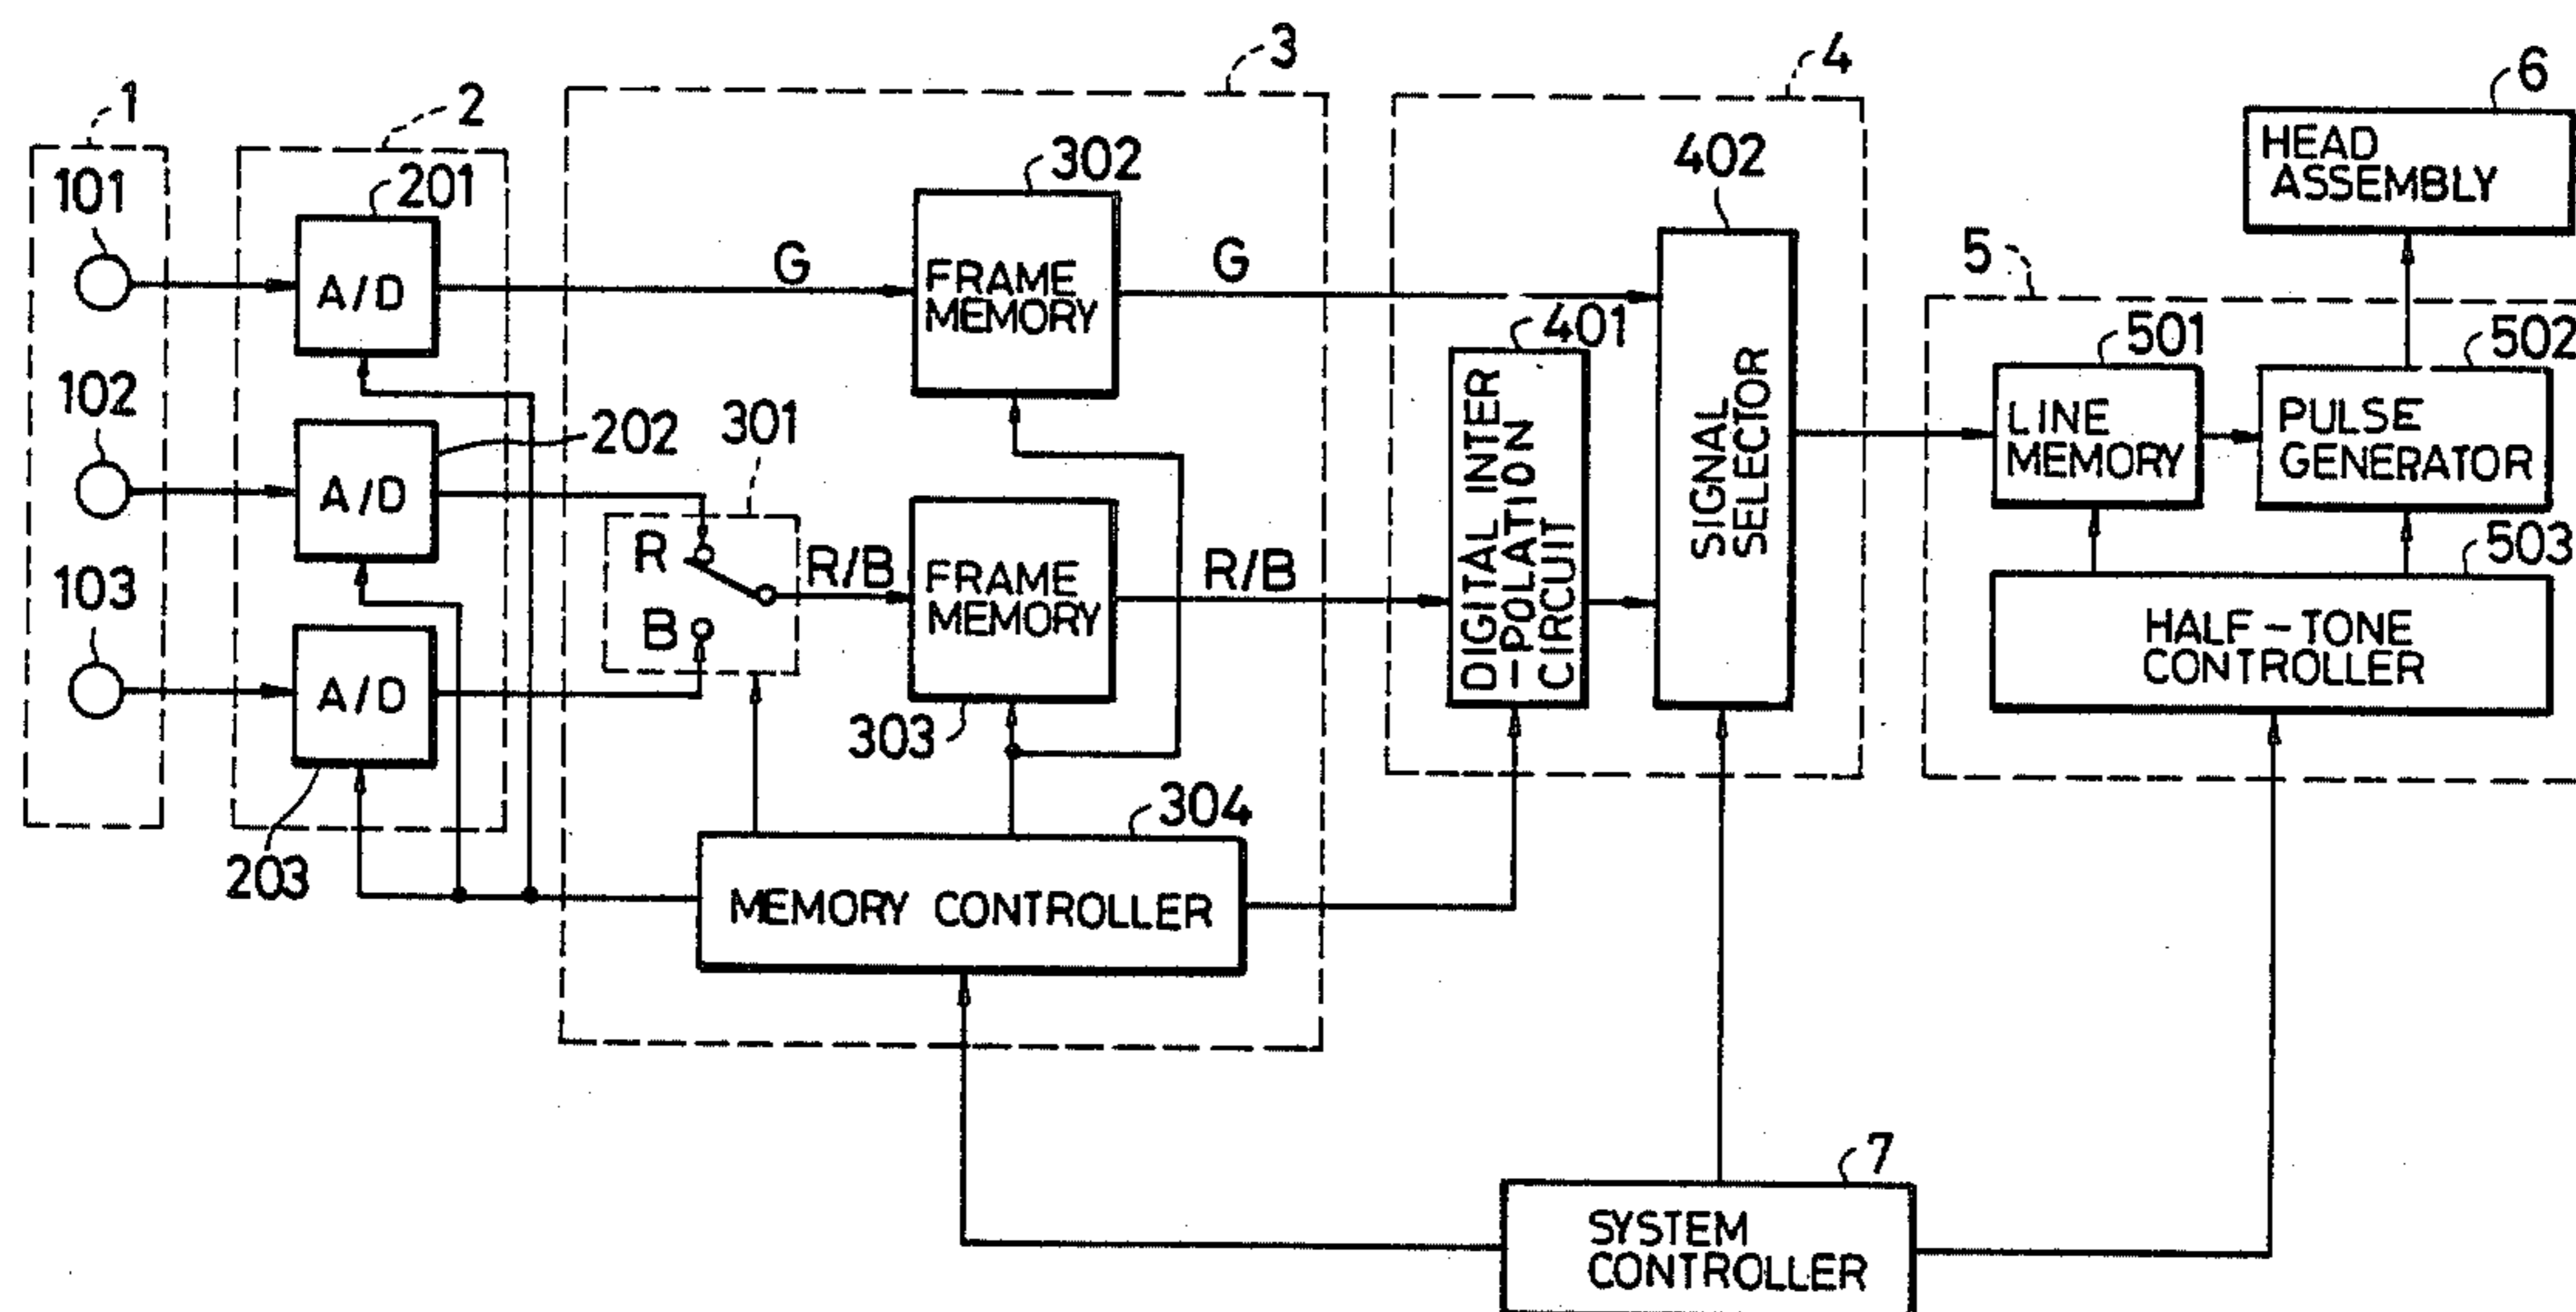 1
2
3
4
5
6
101
102
103
201
202
203
A/D
A/D
A/D
G
R
B
301
R/B
302
FRAME
MEMORY
FRAME
MEMORY
303
G
R/B
304
MEMORY CONTROLLER
401
DIGITAL INTER
-POLATION
CIRCUIT
402
SIGNAL
SELECTOR
501
LINE
MEMORY
502
PULSE
GENERATOR
503
HALF-TONE
CONTROLLER
HEAD
ASSEMBLY
7
SYSTEM
CONTROLLER